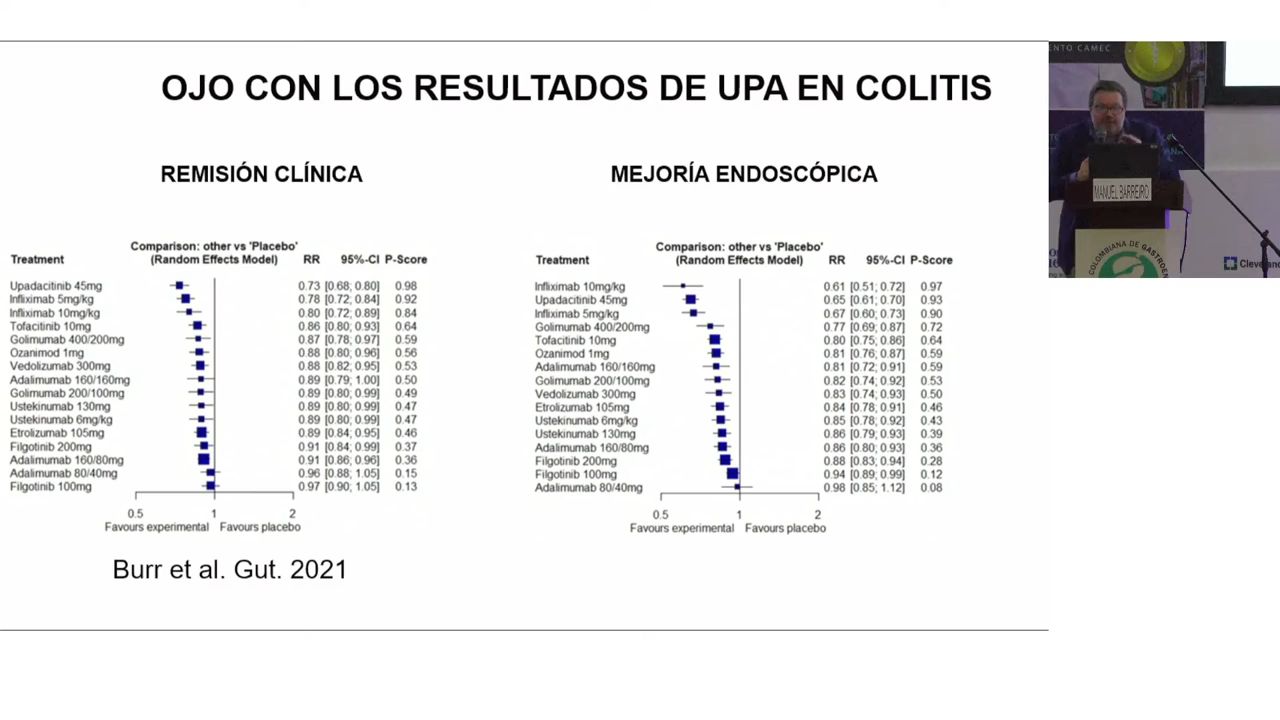 OJO CON LOS RESULTADOS DE UPA EN COLITIS
REMISIÓN CLÍNICA
Comparison: other vs 'Placebo'
Treatment (Random Effects Model) RR 95%-CI P-Score
Upadacitinib 45mg 0.73 [0.68; 0.80] 0.98
Infliximab 5mg/kg 0.78 [0.72; 0.84] 0.92
Infliximab 10mg/kg 0.80 [0.72; 0.89] 0.84
Tofacitinib 10mg 0.86 [0.80; 0.93] 0.64
Golimumab 400/200mg 0.87 [0.78; 0.97] 0.59
Ozanimod 1mg 0.88 [0.80; 0.96] 0.56
Vedolizumab 300mg 0.88 [0.82; 0.95] 0.53
Adalimumab 160/160mg 0.89 [0.79; 1.00] 0.50
Golimumab 200/100mg 0.89 [0.80; 0.99] 0.49
Ustekinumab 130mg 0.89 [0.80; 0.99] 0.47
Ustekinumab 6mg/kg 0.89 [0.80; 0.99] 0.47
Etrolizumab 105mg 0.89 [0.84; 0.95] 0.46
Filgotinib 200mg 0.91 [0.84; 0.99] 0.37
Adalimumab 160/80mg 0.91 [0.86; 0.96] 0.36
Adalimumab 80/40mg 0.96 [0.88; 1.05] 0.15
Filgotinib 100mg 0.97 [0.90; 1.05] 0.13
0.5 1 2
Favours experimental Favours placebo
MEJORÍA ENDOSCÓPICA
Comparison: other vs 'Placebo'
Treatment (Random Effects Model) RR 95%-CI P-Score
Infliximab 10mg/kg 0.61 [0.51; 0.72] 0.97
Upadacitinib 45mg 0.65 [0.61; 0.70] 0.93
Infliximab 5mg/kg 0.67 [0.60; 0.73] 0.90
Golimumab 400/200mg 0.77 [0.69; 0.87] 0.72
Tofacitinib 10mg 0.80 [0.75; 0.86] 0.64
Ozanimod 1mg 0.81 [0.76; 0.87] 0.59
Adalimumab 160/160mg 0.81 [0.72; 0.91] 0.59
Golimumab 200/100mg 0.82 [0.74; 0.92] 0.53
Vedolizumab 300mg 0.83 [0.74; 0.93] 0.50
Etrolizumab 105mg 0.84 [0.78; 0.91] 0.46
Ustekinumab 6mg/kg 0.85 [0.78; 0.92] 0.43
Ustekinumab 130mg 0.86 [0.79; 0.93] 0.39
Adalimumab 160/80mg 0.86 [0.80; 0.93] 0.36
Filgotinib 200mg 0.88 [0.83; 0.94] 0.28
Filgotinib 100mg 0.94 [0.89; 0.99] 0.12
Adalimumab 80/40mg 0.98 [0.85; 1.12] 0.08
0.5 1 2
Favours experimental Favours placebo
Burr et al. Gut. 2021
ENTO CAMEC
MANUEL BARREIRO
COLOMBIANA DE GASTROEN
Clevelan